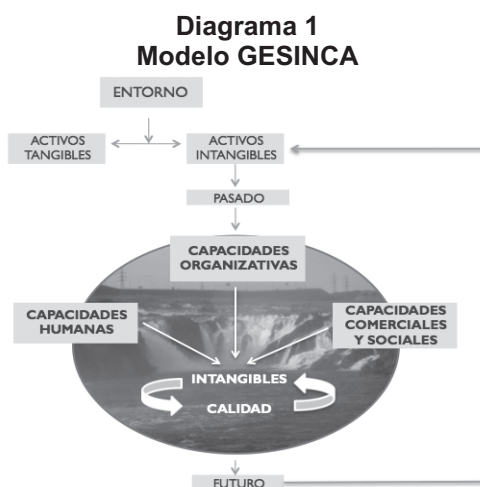 Diagrama 1
Modelo GESINCA
ENTORNO
ACTIVOS
TANGIBLES
ACTIVOS
INTANGIBLES
PASADO
CAPACIDADES
ORGANIZATIVAS
CAPACIDADES
HUMANAS
CAPACIDADES
COMERCIALES
Y SOCIALES
INTANGIBLES
CALIDAD
FUTURO